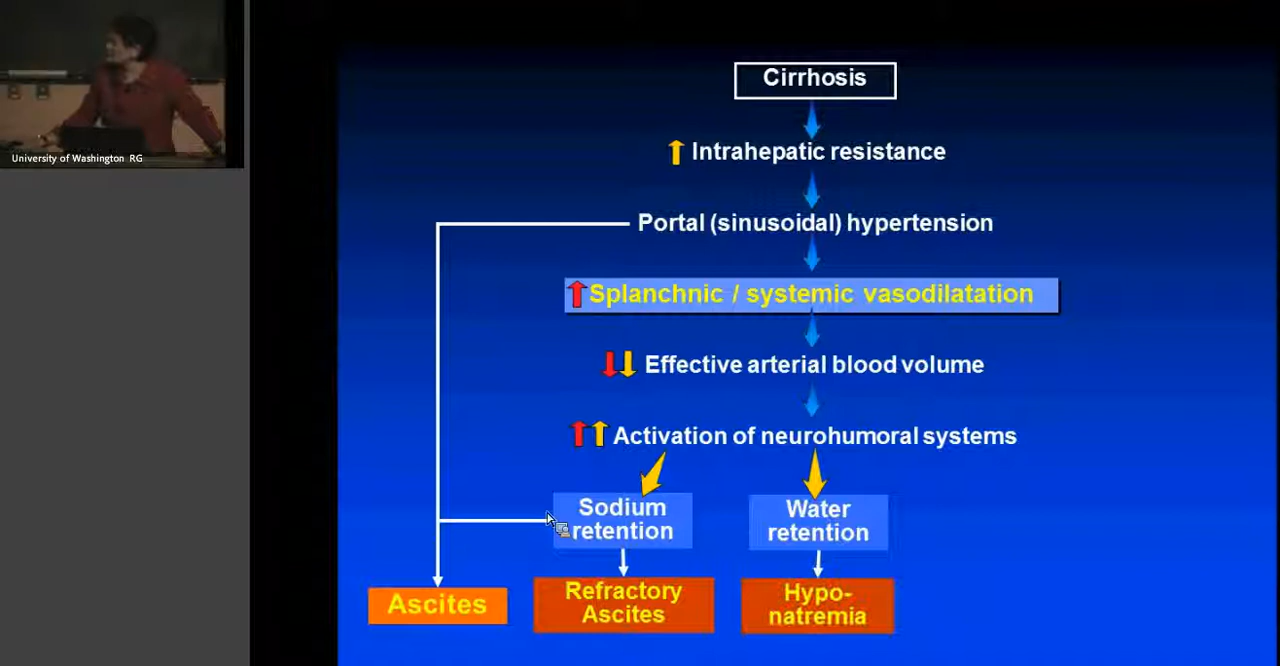 University of Washington RG
Cirrhosis
Intrahepatic resistance
Portal (sinusoidal) hypertension
Splanchnic / systemic vasodilatation
Effective arterial blood volume
Activation of neurohumoral systems
Sodium
retention
Water
retention
Ascites
Refractory
Ascites
Hypo-
natremia